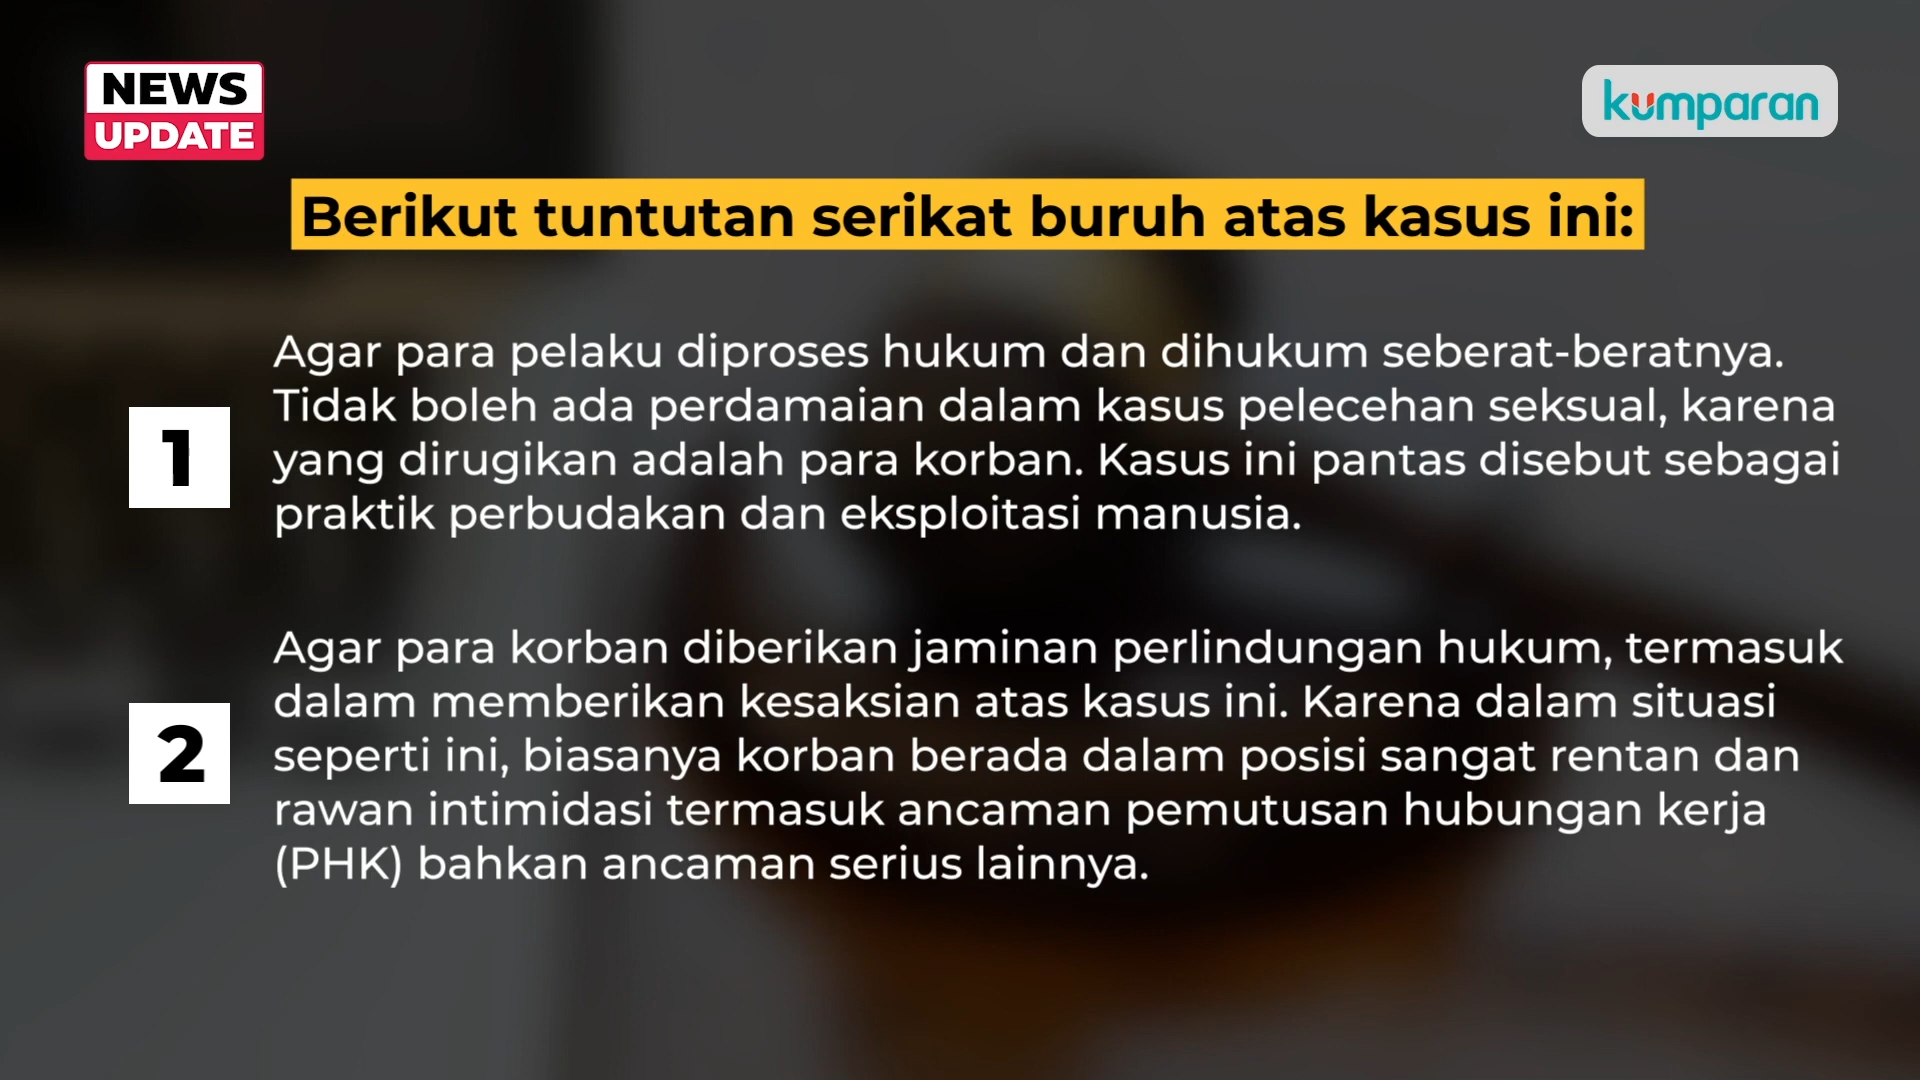 NEWS
UPDATE
kumparan
Berikut tuntutan serikat buruh atas kasus ini:
1
Agar para pelaku diproses hukum dan dihukum seberat-beratnya.
Tidak boleh ada perdamaian dalam kasus pelecehan seksual, karena
yang dirugikan adalah para korban. Kasus ini pantas disebut sebagai
praktik perbudakan dan eksploitasi manusia.
2
Agar para korban diberikan jaminan perlindungan hukum, termasuk
dalam memberikan kesaksian atas kasus ini. Karena dalam situasi
seperti ini, biasanya korban berada dalam posisi sangat rentan dan
rawan intimidasi termasuk ancaman pemutusan hubungan kerja
(PHK) bahkan ancaman serius lainnya.